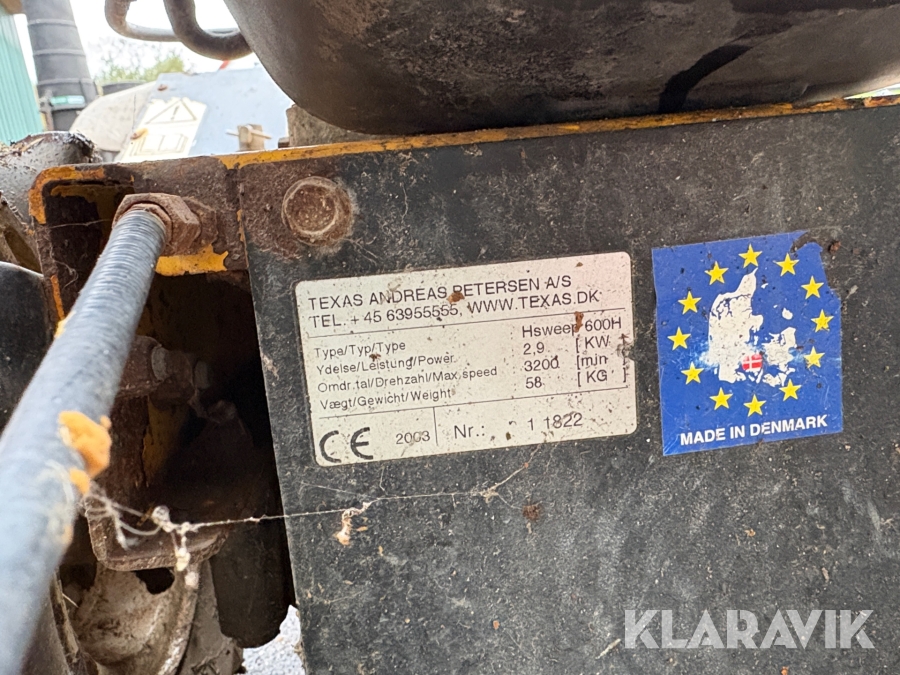 TEXAS ANDREAS PETERSEN A/S
TEL. + 45 63955555, WWW.TEXAS.DK
Type/Typ/Type Hsweep 600H
Ydelse/Leistung/Power. 2,9 [ KW
Omdr.tal/Drehzahl/Max.speed 3200 [min
Vægt/Gewicht/Weight 58 [ KG ]
CE 2003 Nr.: 1 1822
MADE IN DENMARK
KLARAVIK